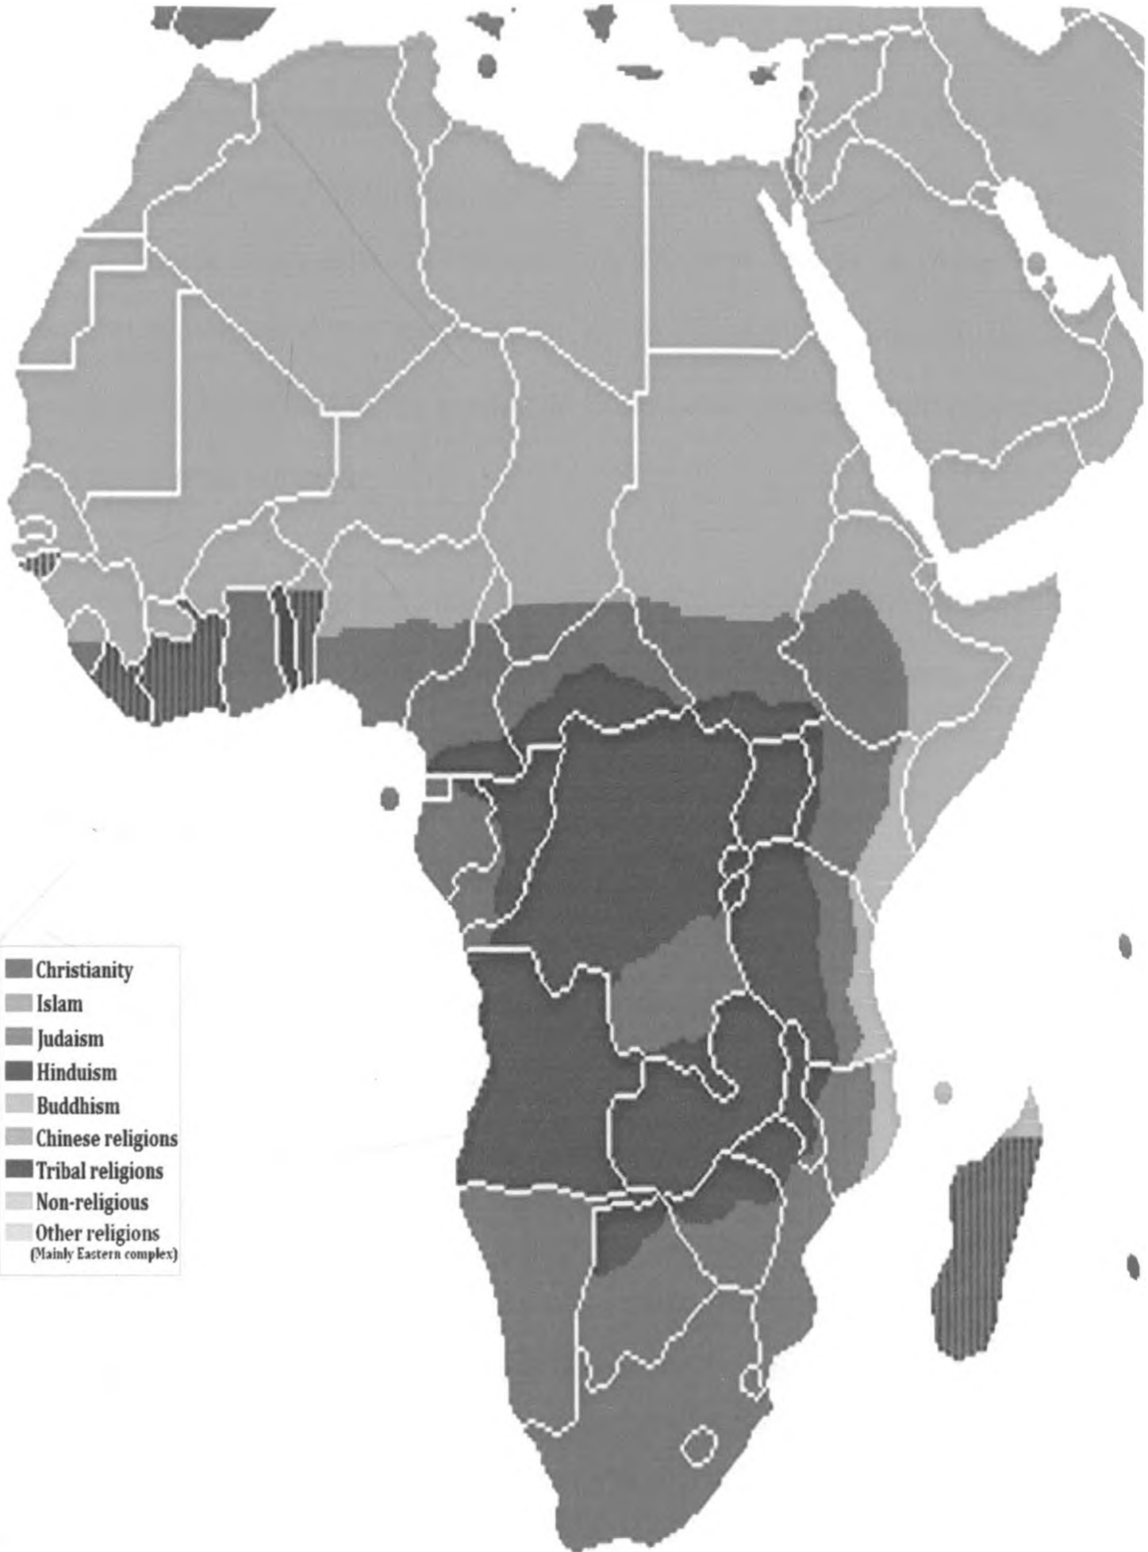 Christianity
Islam
Judaism
Hinduism
Buddhism
Chinese religions
Tribal religions
Non-religious
Other religions
(Mainly Eastern complex)